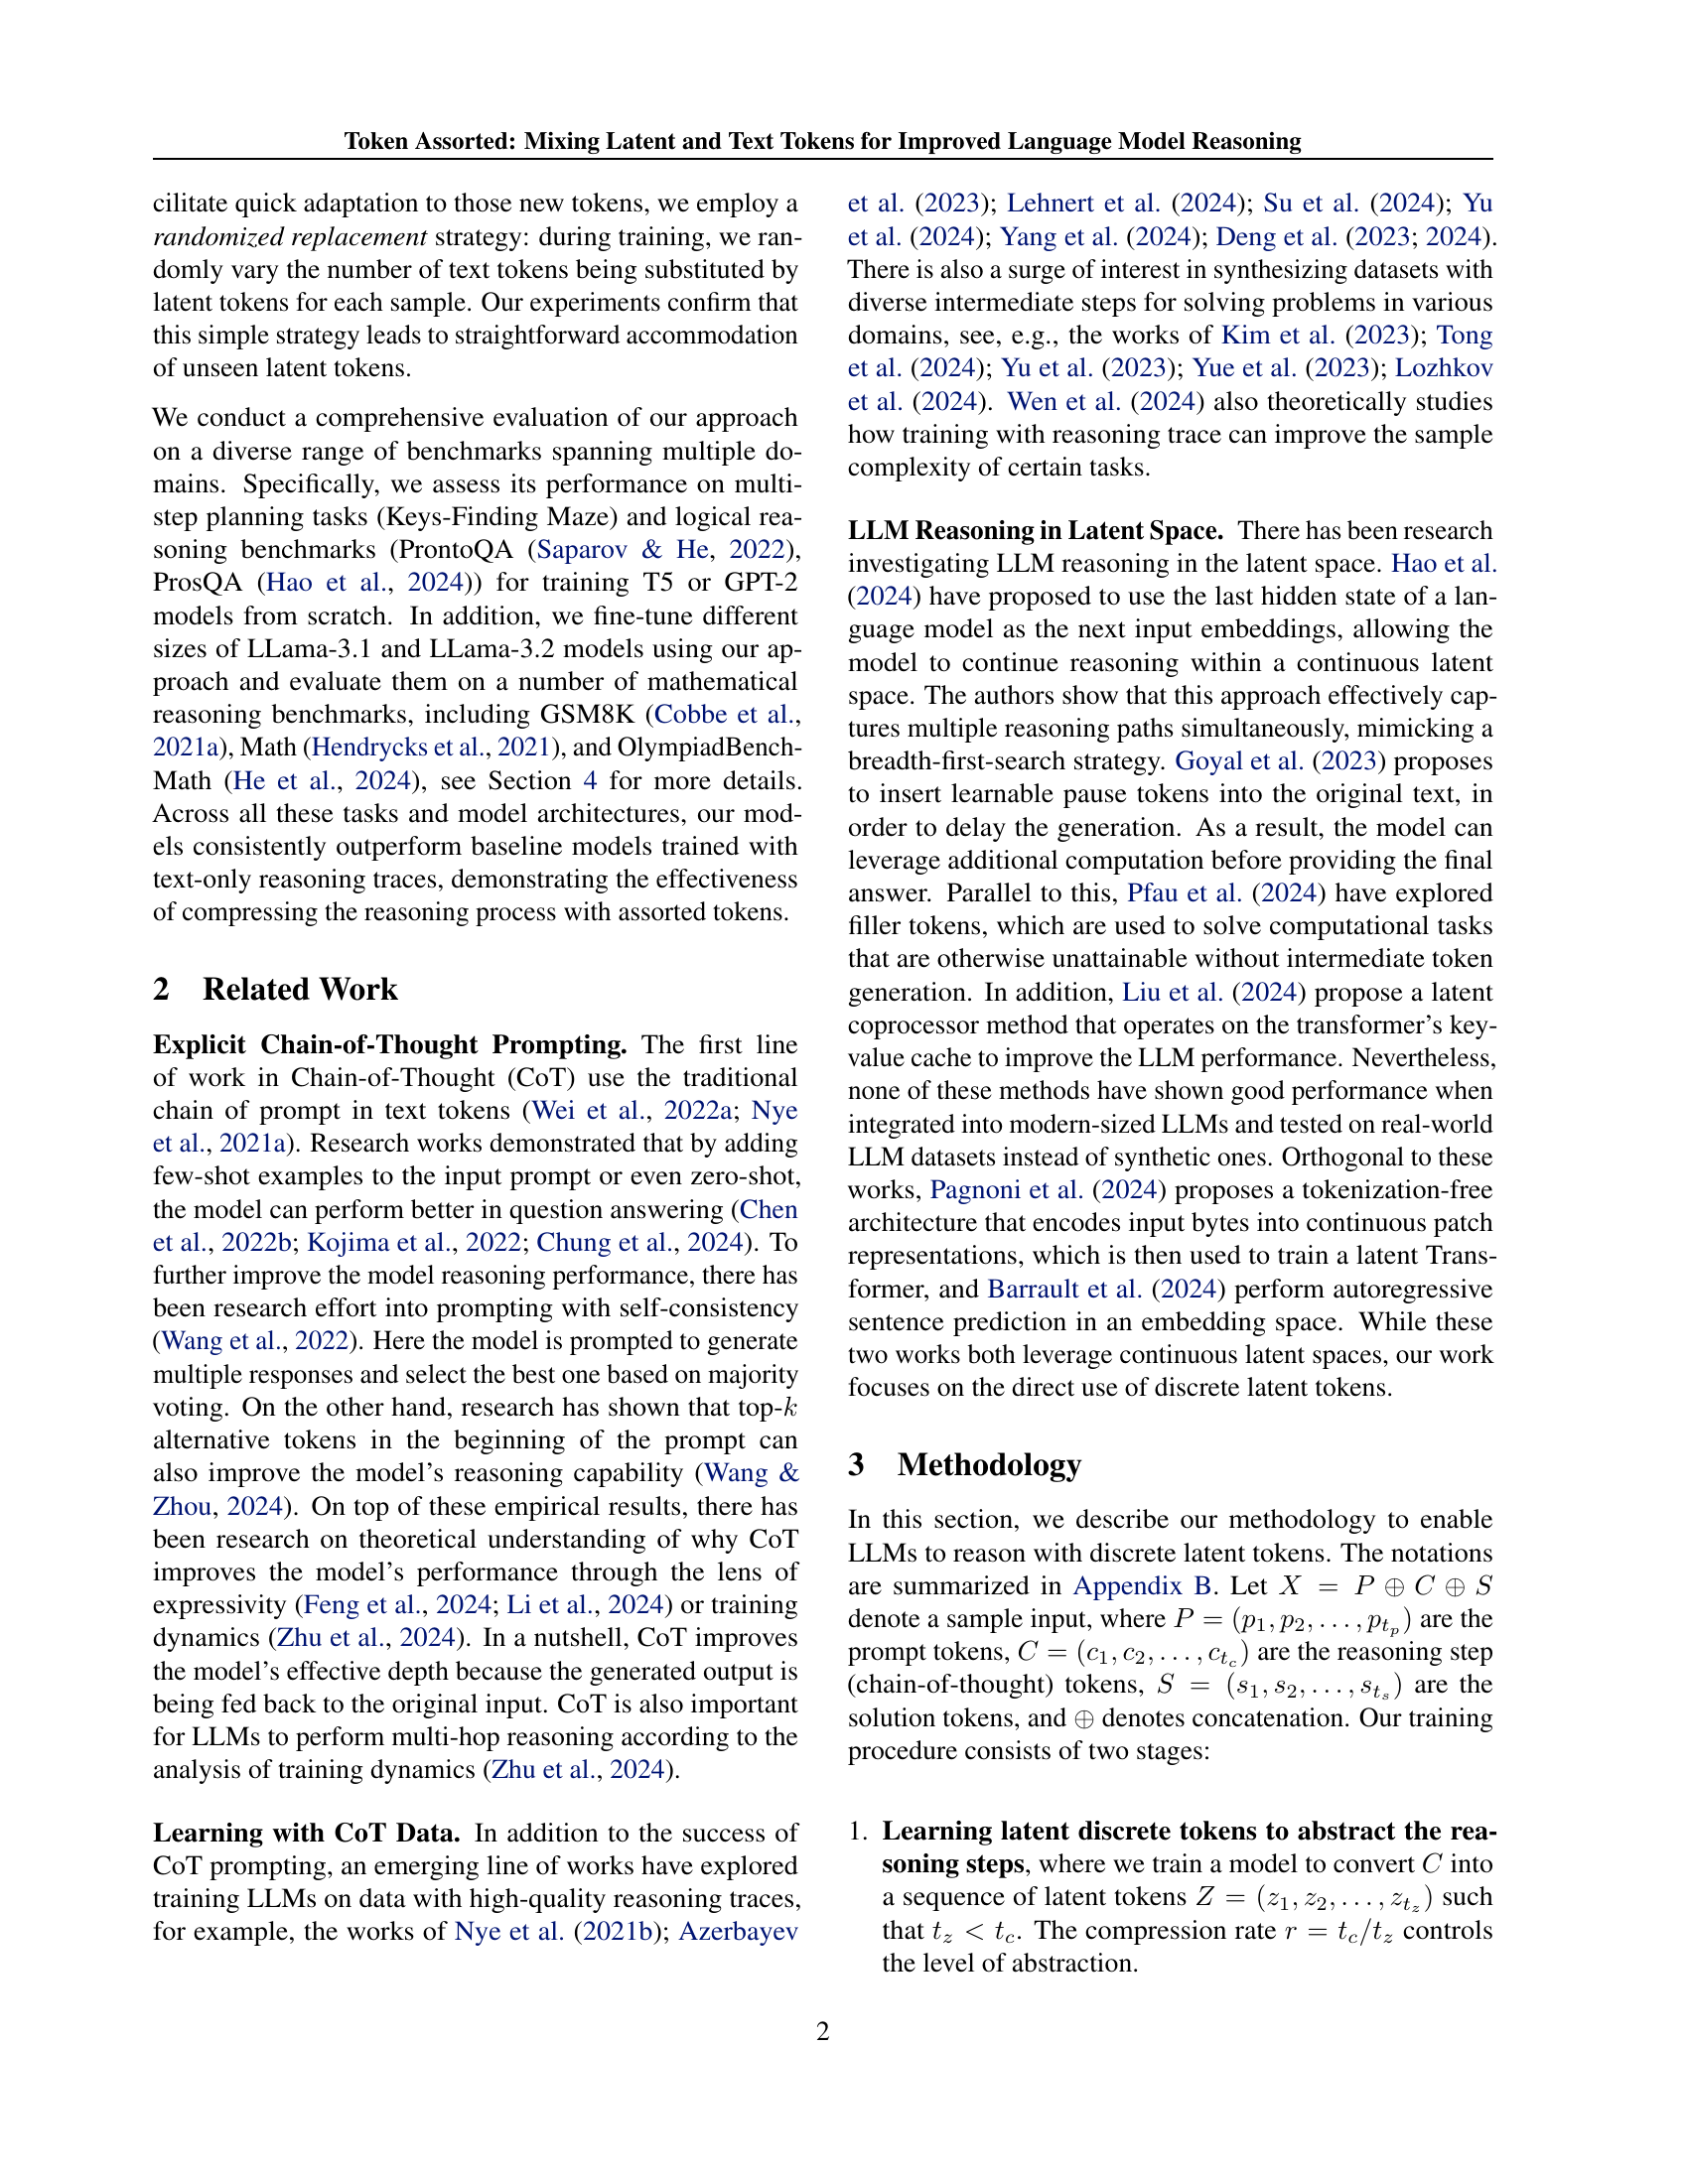 Token Assorted: Mixing Latent and Text Tokens for Improved Language Model Reasoning
cilitate quick adaptation to those new tokens, we employ a
randomized replacement strategy: during training, we ran-
domly vary the number of text tokens being substituted by
latent tokens for each sample. Our experiments confirm that
this simple strategy leads to straightforward accommodation
of unseen latent tokens.
We conduct a comprehensive evaluation of our approach
on a diverse range of benchmarks spanning multiple do-
mains. Specifically, we assess its performance on multi-
step planning tasks (Keys-Finding Maze) and logical rea-
soning benchmarks (ProntoQA (Saparov & He, 2022),
ProsQA (Hao et al., 2024)) for training T5 or GPT-2
models from scratch. In addition, we fine-tune different
sizes of LLama-3.1 and LLama-3.2 models using our ap-
proach and evaluate them on a number of mathematical
reasoning benchmarks, including GSM8K (Cobbe et al.,
2021a), Math (Hendrycks et al., 2021), and OlympiadBench-
Math (He et al., 2024), see Section 4 for more details.
Across all these tasks and model architectures, our mod-
els consistently outperform baseline models trained with
text-only reasoning traces, demonstrating the effectiveness
of compressing the reasoning process with assorted tokens.
2 Related Work
Explicit Chain-of-Thought Prompting. The first line
of work in Chain-of-Thought (CoT) use the traditional
chain of prompt in text tokens (Wei et al., 2022a; Nye
et al., 2021a). Research works demonstrated that by adding
few-shot examples to the input prompt or even zero-shot,
the model can perform better in question answering (Chen
et al., 2022b; Kojima et al., 2022; Chung et al., 2024). To
further improve the model reasoning performance, there has
been research effort into prompting with self-consistency
(Wang et al., 2022). Here the model is prompted to generate
multiple responses and select the best one based on majority
voting. On the other hand, research has shown that top-k
alternative tokens in the beginning of the prompt can
also improve the model's reasoning capability (Wang &
Zhou, 2024). On top of these empirical results, there has
been research on theoretical understanding of why CoT
improves the model's performance through the lens of
expressivity (Feng et al., 2024; Li et al., 2024) or training
dynamics (Zhu et al., 2024). In a nutshell, CoT improves
the model's effective depth because the generated output is
being fed back to the original input. CoT is also important
for LLMs to perform multi-hop reasoning according to the
analysis of training dynamics (Zhu et al., 2024).
Learning with CoT Data. In addition to the success of
CoT prompting, an emerging line of works have explored
training LLMs on data with high-quality reasoning traces,
for example, the works of Nye et al. (2021b); Azerbayev
et al. (2023); Lehnert et al. (2024); Su et al. (2024); Yu
et al. (2024); Yang et al. (2024); Deng et al. (2023; 2024).
There is also a surge of interest in synthesizing datasets with
diverse intermediate steps for solving problems in various
domains, see, e.g., the works of Kim et al. (2023); Tong
et al. (2024); Yu et al. (2023); Yue et al. (2023); Lozhkov
et al. (2024). Wen et al. (2024) also theoretically studies
how training with reasoning trace can improve the sample
complexity of certain tasks.
LLM Reasoning in Latent Space. There has been research
investigating LLM reasoning in the latent space. Hao et al.
(2024) have proposed to use the last hidden state of a lan-
guage model as the next input embeddings, allowing the
model to continue reasoning within a continuous latent
space. The authors show that this approach effectively cap-
tures multiple reasoning paths simultaneously, mimicking a
breadth-first-search strategy. Goyal et al. (2023) proposes
to insert learnable pause tokens into the original text, in
order to delay the generation. As a result, the model can
leverage additional computation before providing the final
answer. Parallel to this, Pfau et al. (2024) have explored
filler tokens, which are used to solve computational tasks
that are otherwise unattainable without intermediate token
generation. In addition, Liu et al. (2024) propose a latent
coprocessor method that operates on the transformer's key-
value cache to improve the LLM performance. Nevertheless,
none of these methods have shown good performance when
integrated into modern-sized LLMs and tested on real-world
LLM datasets instead of synthetic ones. Orthogonal to these
works, Pagnoni et al. (2024) proposes a tokenization-free
architecture that encodes input bytes into continuous patch
representations, which is then used to train a latent Trans-
former, and Barrault et al. (2024) perform autoregressive
sentence prediction in an embedding space. While these
two works both leverage continuous latent spaces, our work
focuses on the direct use of discrete latent tokens.
3 Methodology
In this section, we describe our methodology to enable
LLMs to reason with discrete latent tokens. The notations
are summarized in Appendix B. Let X = P ⊕ C ⊕ S
denote a sample input, where P = (p₁, p₂, . . . , p_{t_p}) are the
prompt tokens, C = (c₁, c₂, . . . , c_{t_c}) are the reasoning step
(chain-of-thought) tokens, S = (s₁, s₂, . . . , s_{t_s}) are the
solution tokens, and ⊕ denotes concatenation. Our training
procedure consists of two stages:
1. Learning latent discrete tokens to abstract the rea-
soning steps, where we train a model to convert C into
a sequence of latent tokens Z = (z₁, z₂, . . . , z_{t_z}) such
that t_z < t_c. The compression rate r = t_c/t_z controls
the level of abstraction.
2